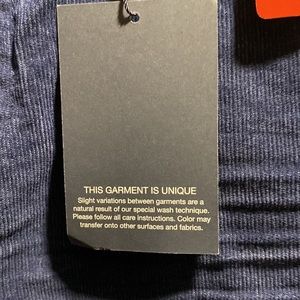 THIS GARMENT IS UNIQUE
Slight variations between garments are a
natural result of our special wash technique.
Please follow all care instructions. Color may
transfer onto other surfaces and fabrics.